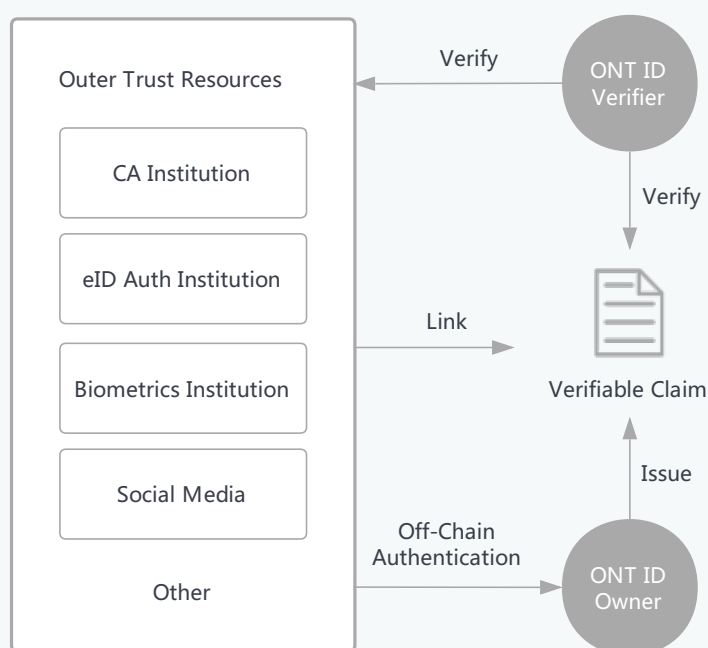 Outer Trust Resources
CA Institution
eID Auth Institution
Biometrics Institution
Social Media
Other
Verify
ONT ID
Verifier
Verify
Link
Verifiable Claim
Issue
Off-Chain
Authentication
ONT ID
Owner